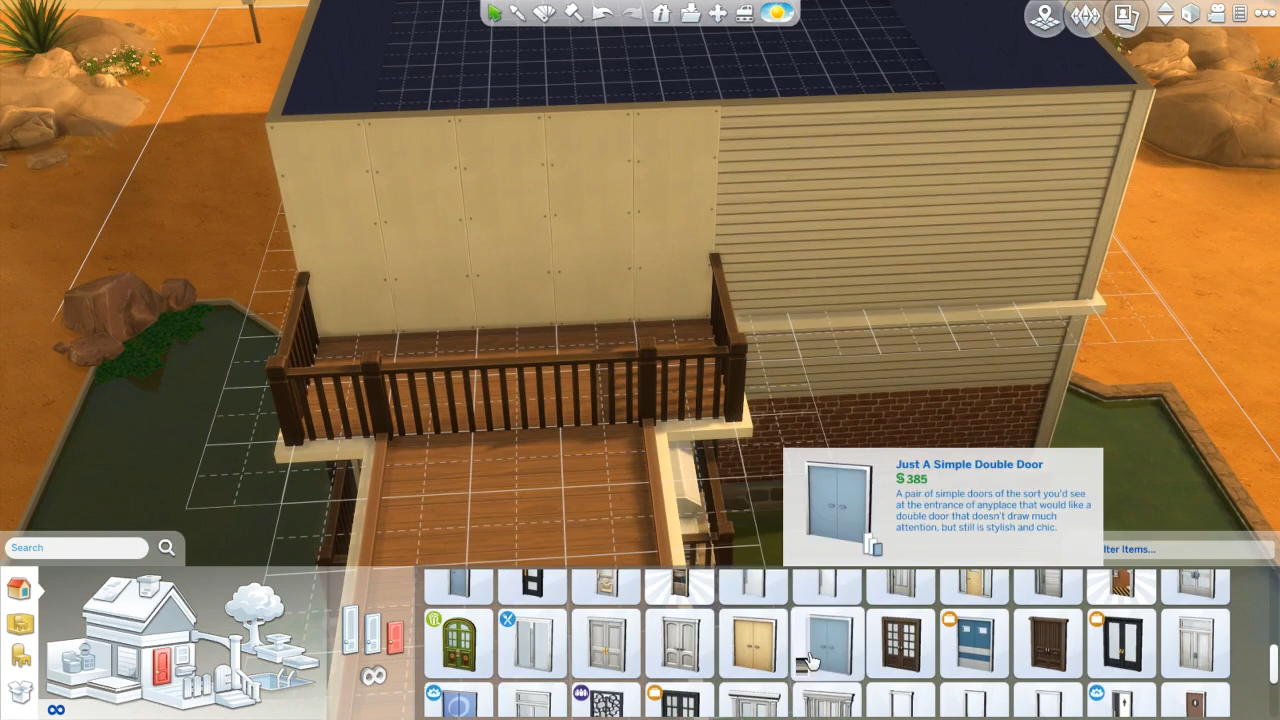 Just A Simple Double Door
§385
A pair of simple doors of the sort you'd see
at the entrance of anyplace that would like a
double door that doesn't draw much
attention, but still is stylish and chic.
Search
lter Items...